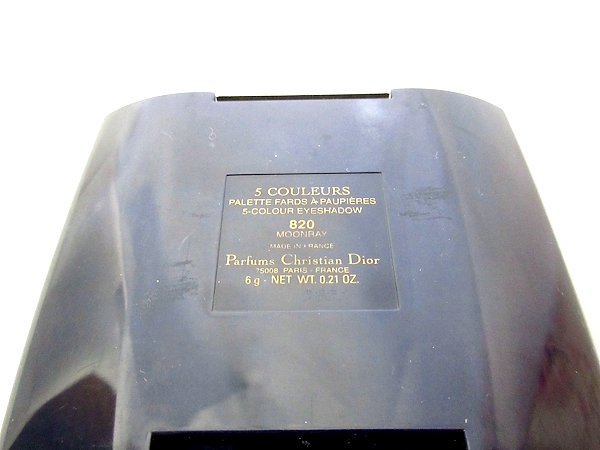 5 COULEURS
PALETTE FARDS À PAUPIÈRES
5-COLOUR EYESHADOW
820
MOONRAY
MADE IN FRANCE
Parfums Christian Dior
75008 PARIS - FRANCE
6 g - NET WT. 0.21 OZ.